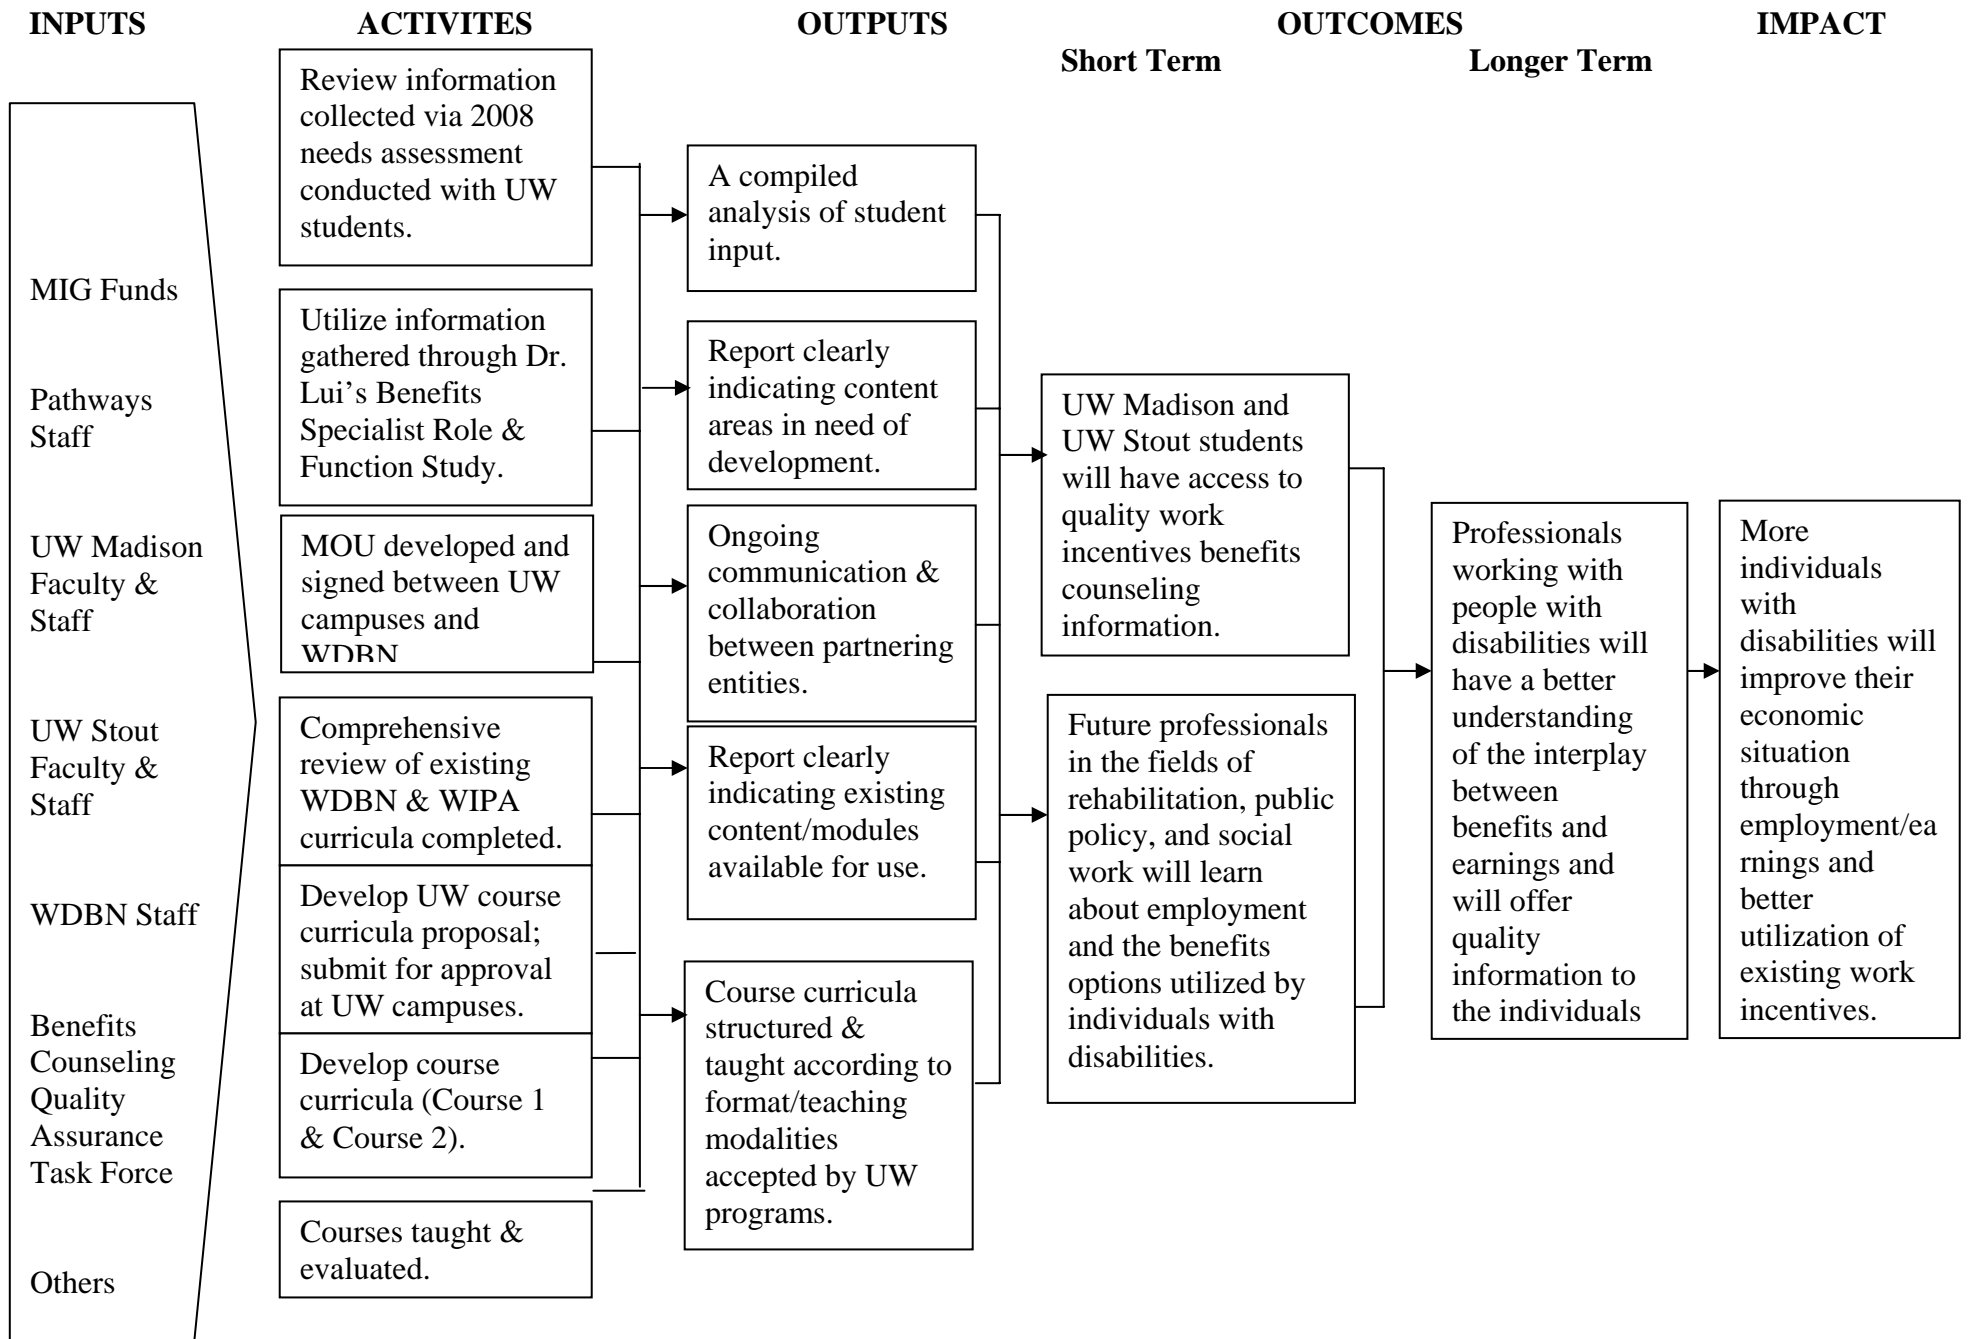 INPUTS
ACTIVITES
OUTPUTS
OUTCOMES
IMPACT
Short Term
Longer Term
MIG Funds
Pathways
Staff
UW Madison
Faculty &
Staff
UW Stout
Faculty &
Staff
WDBN Staff
Benefits
Counseling
Quality
Assurance
Task Force
Others
Review information
collected via 2008
needs assessment
conducted with UW
students.
Utilize information
gathered through Dr.
Lui’s Benefits
Specialist Role &
Function Study.
MOU developed and
signed between UW
campuses and
WDBN
Comprehensive
review of existing
WDBN & WIPA
curricula completed.
Develop UW course
curricula proposal;
submit for approval
at UW campuses.
Develop course
curricula (Course 1
& Course 2).
Courses taught &
evaluated.
A compiled
analysis of student
input.
Report clearly
indicating content
areas in need of
development.
Ongoing
communication &
collaboration
between partnering
entities.
Report clearly
indicating existing
content/modules
available for use.
Course curricula
structured &
taught according to
format/teaching
modalities
accepted by UW
programs.
UW Madison and
UW Stout students
will have access to
quality work
incentives benefits
counseling
information.
Future professionals
in the fields of
rehabilitation, public
policy, and social
work will learn
about employment
and the benefits
options utilized by
individuals with
disabilities.
Professionals
working with
people with
disabilities will
have a better
understanding
of the interplay
between
benefits and
earnings and
will offer
quality
information to
the individuals
More
individuals
with
disabilities will
improve their
economic
situation
through
employment/ea
rnings and
better
utilization of
existing work
incentives.